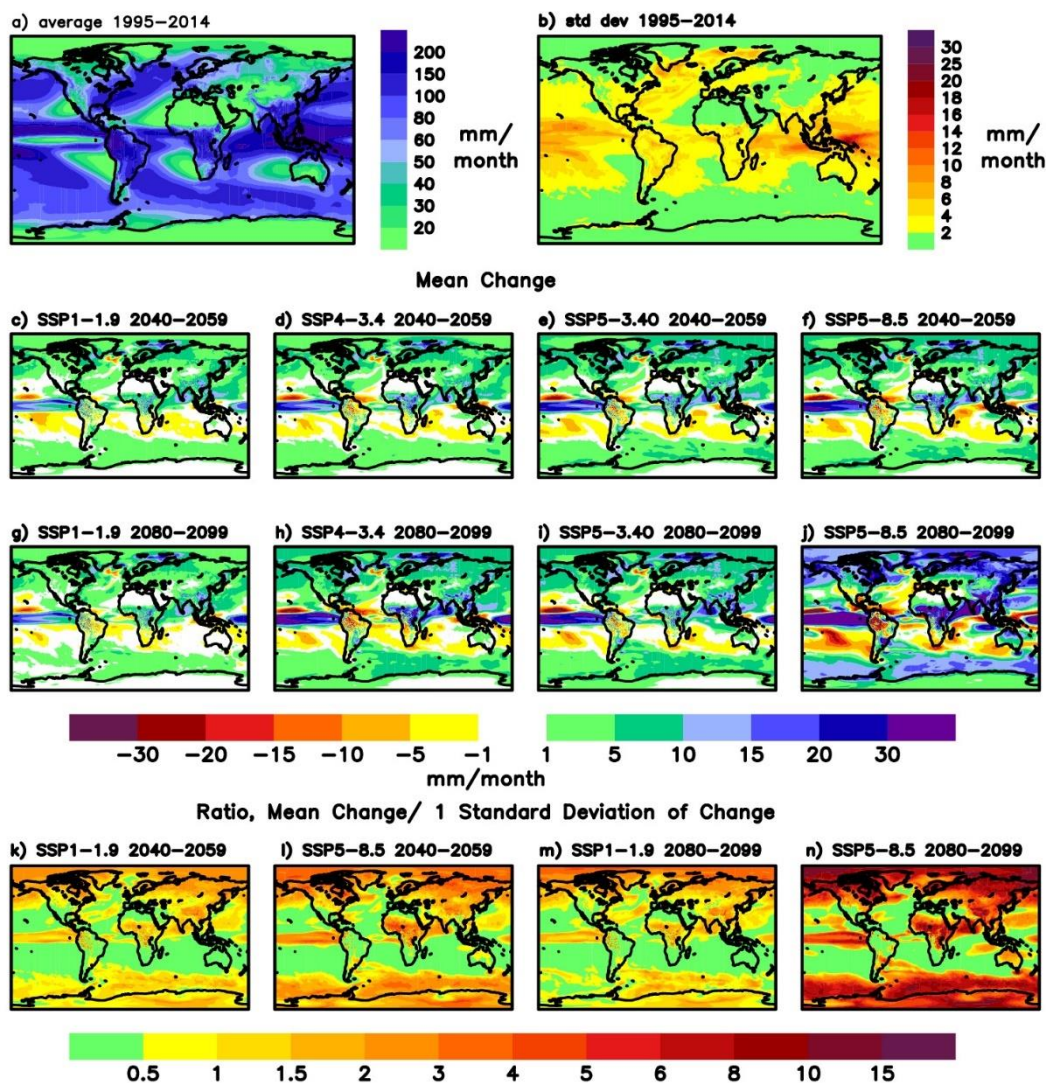 a) average 1995-2014
200
150
100
80
60
50
40
30
20
mm/
month
b) std dev 1995-2014
30
25
20
18
16
14
12
10
8
6
4
2
mm/
month
Mean Change
c) SSP1-1.9 2040-2059
d) SSP4-3.4 2040-2059
e) SSP5-3.40 2040-2059
f) SSP5-8.5 2040-2059
g) SSP1-1.9 2080-2099
h) SSP4-3.4 2080-2099
i) SSP5-3.40 2080-2099
j) SSP5-8.5 2080-2099
-30 -20 -15 -10 -5 -1 1 5 10 15 20 30
mm/month
Ratio, Mean Change/ 1 Standard Deviation of Change
k) SSP1-1.9 2040-2059
l) SSP5-8.5 2040-2059
m) SSP1-1.9 2080-2099
n) SSP5-8.5 2080-2099
0.5 1 1.5 2 3 4 5 6 8 10 15